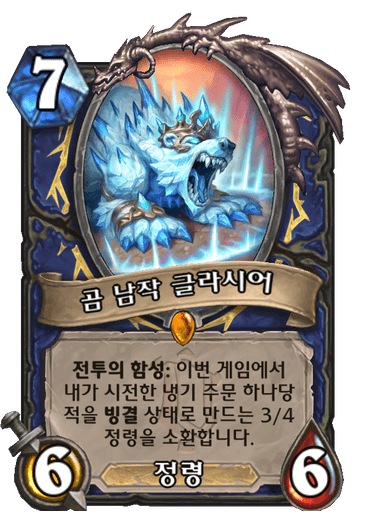 7
곰 남작 글라시어
전투의 함성: 이번 게임에서
내가 시전한 냉기 주문 하나당
적을 빙결 상태로 만드는 3/4
정령을 소환합니다.
6
정령
6